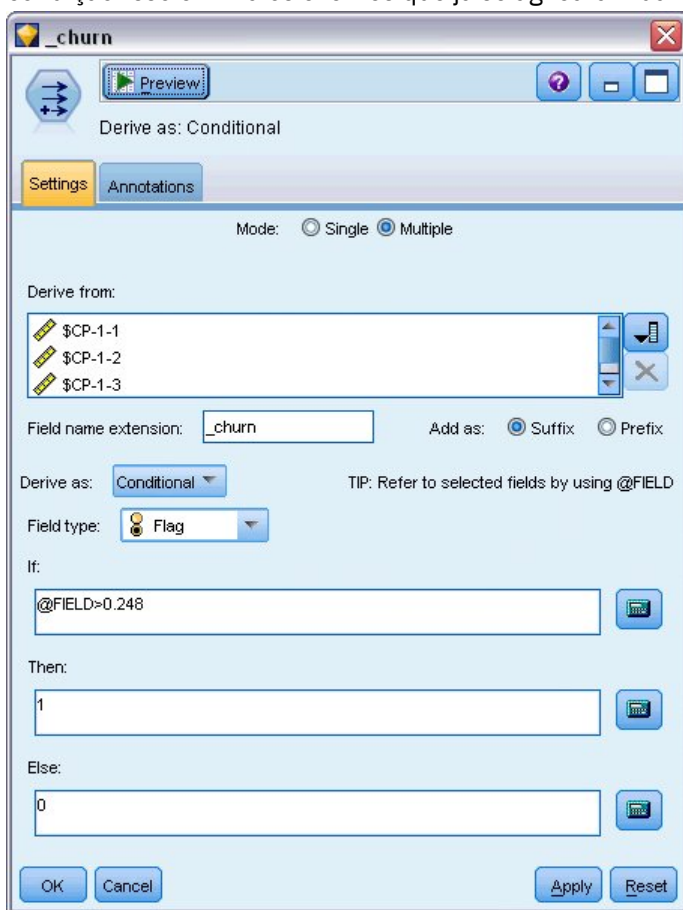 _churn
Preview
Derive as: Conditional
Settings Annotations
Mode: Single Multiple
Derive from:
$CP-1-1
$CP-1-2
$CP-1-3
Field name extension: _churn Add as: Suffix Prefix
Derive as: Conditional TIP: Refer to selected fields by using @FIELD
Field type: Flag
If:
@FIELD>0.248
Then:
1
Else:
0
OK Cancel Apply Reset